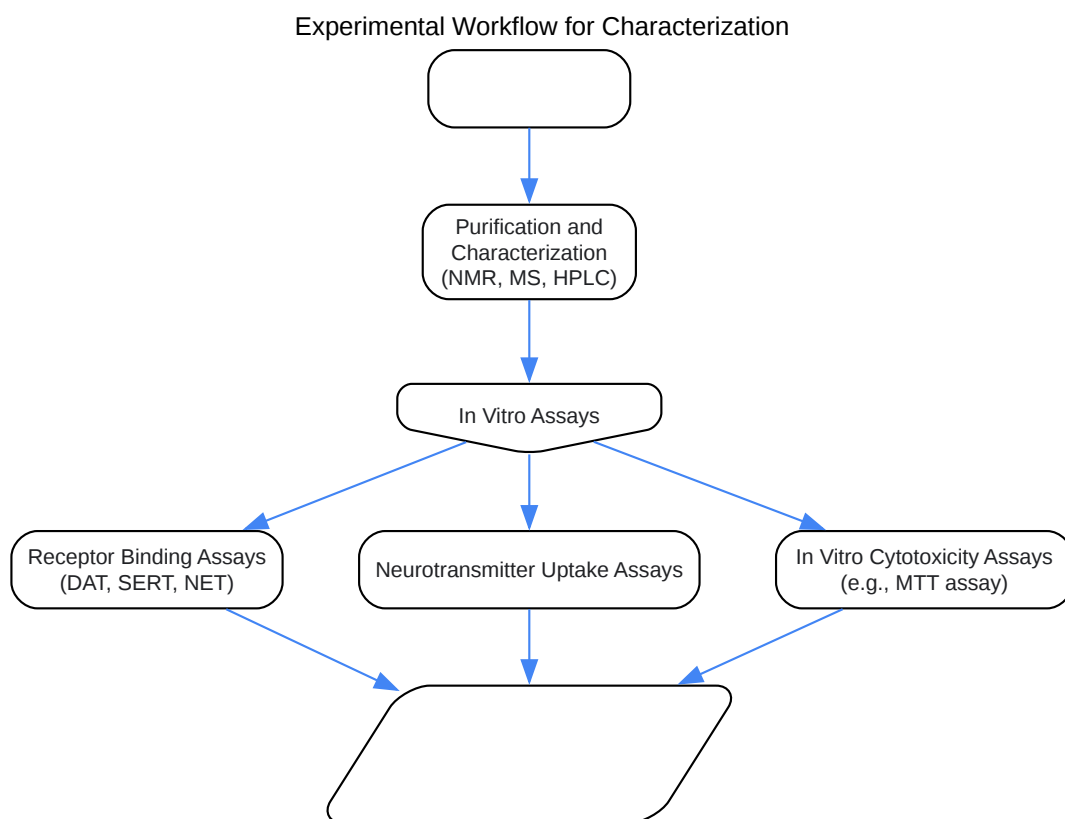 Experimental Workflow for Characterization
Purification and
Characterization
(NMR, MS, HPLC)
In Vitro Assays
Receptor Binding Assays
(DAT, SERT, NET)
Neurotransmitter Uptake Assays
In Vitro Cytotoxicity Assays
(e.g., MTT assay)